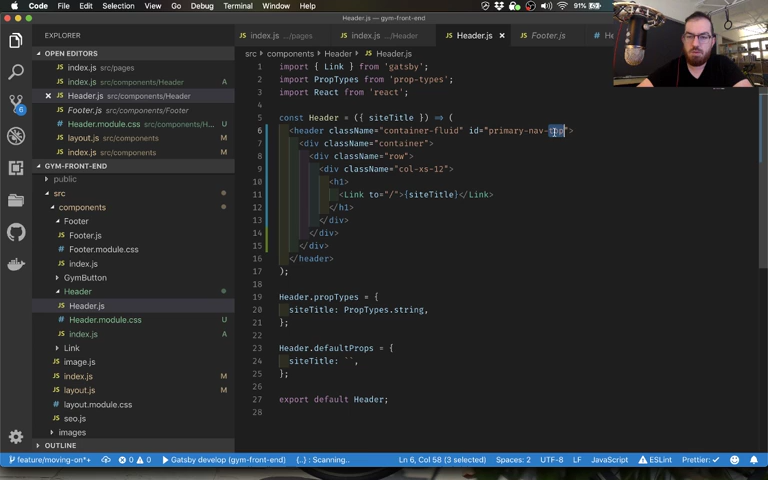 Code File Edit Selection View Go Debug Terminal Window Help 91%
Header.js — gym-front-end
EXPLORER
OPEN EDITORS
index.js src/pages
index.js src/components/Header A
Header.js src/components/Header
Footer.js src/components/Footer
Header.module.css src/components/H...
layout.js src/components M
index.js src/components M
GYM-FRONT-END
public
src
components
Footer
Footer.js
Footer.module.css
index.js
GymButton
Header
Header.js
Header.module.css
index.js A
Link
image.js
index.js M
layout.js M
layout.module.css
seo.js
images
OUTLINE
6
index.js .../pages index.js .../Header Header.js Footer.js He
src › components › Header › Header.js
1 import { Link } from 'gatsby';
2 import PropTypes from 'prop-types';
3 import React from 'react';
4
5 const Header = ({ siteTitle }) => (
6 <header className="container-fluid" id="primary-nav-top">
7 <div className="container">
8 <div className="row">
9 <div className="col-xs-12">
10 <h1>
11 <Link to="/">{siteTitle}</Link>
12 </h1>
13 </div>
14 </div>
15 </div>
16 </header>
17 );
18
19 Header.propTypes = {
20 siteTitle: PropTypes.string,
21 };
22
23 Header.defaultProps = {
24 siteTitle: ``,
25 };
26
27 export default Header;
28
feature/moving-on*+ 0 0 Gatsby develop (gym-front-end) {..} : Scanning.. Ln 6, Col 58 (3 selected) Spaces: 2 UTF-8 LF JavaScript ESLint Prettier: ✓